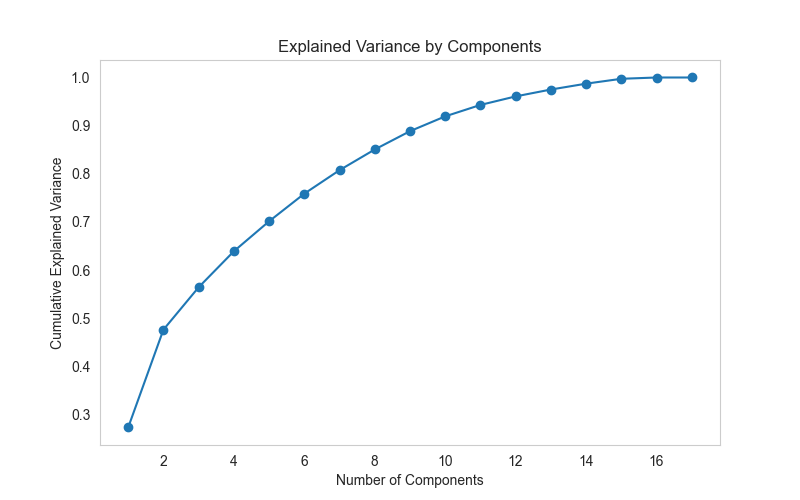 Explained Variance by Components
1.0
0.9
0.8
0.7
0.6
0.5
0.4
0.3
Cumulative Explained Variance
2 4 6 8 10 12 14 16
Number of Components